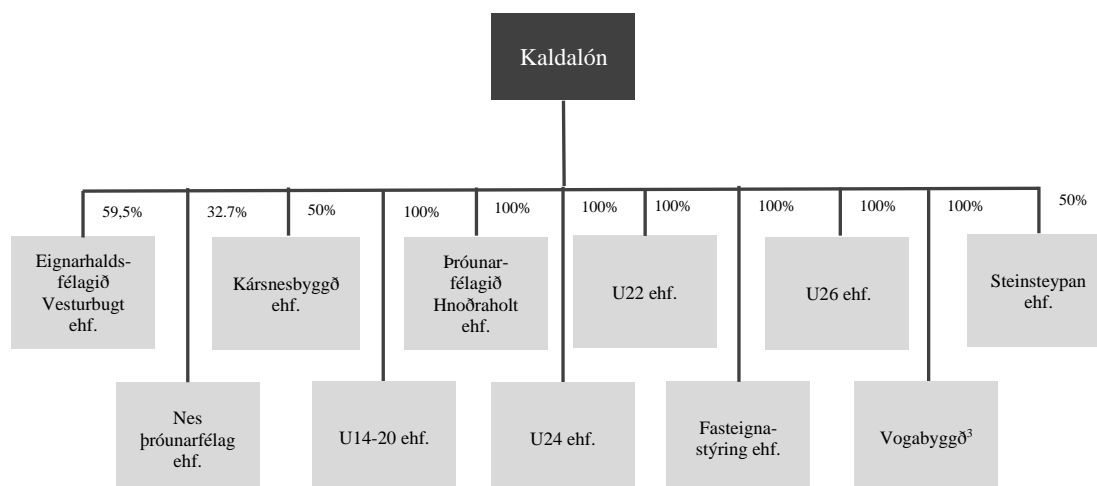 Kaldalón
59,5%
32.7%
50%
100%
100%
100%
100%
100%
100%
100%
50%
Eignarhalds-
félagið
Vesturbugt
ehf.
Kársnesbyggð
ehf.
Þróunar-
félagið
Hnoðraholt
ehf.
U22 ehf.
U26 ehf.
Steinsteypan
ehf.
Nes
þróunarfélag
ehf.
U14-20 ehf.
U24 ehf.
Fasteigna-
stýring ehf.
Vogabyggð³